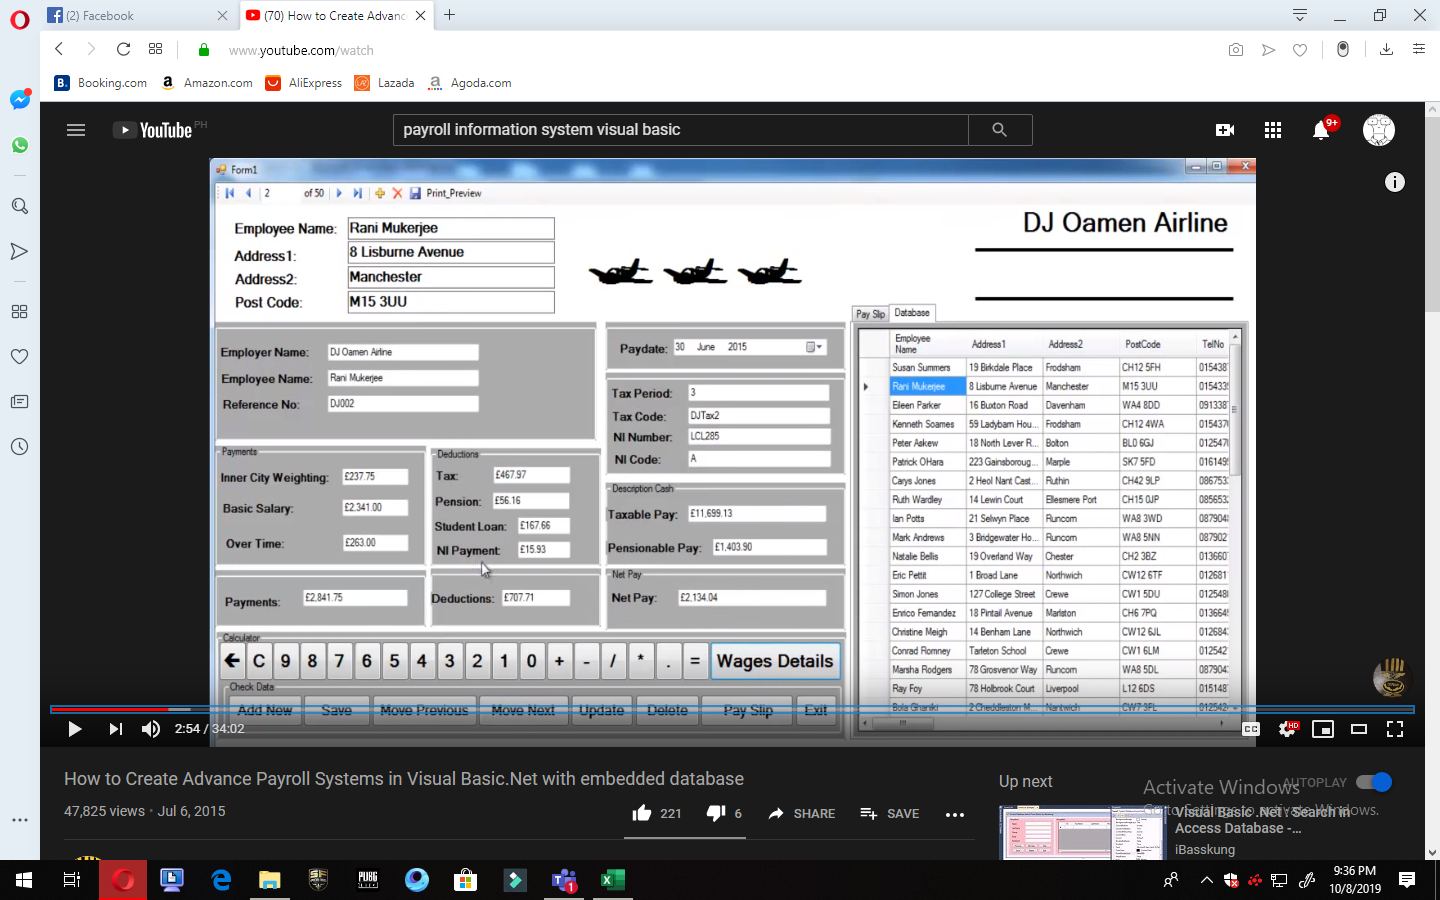 (2) Facebook
(70) How to Create Advanc
www.youtube.com/watch
Booking.com
Amazon.com
AliExpress
Lazada
Agoda.com
YouTube PH
payroll information system visual basic
9+
Form1
2 of 50 Print_Preview
Employee Name: Rani Mukerjee
Address1: 8 Lisburne Avenue
Address2: Manchester
Post Code: M15 3UU
DJ Oamen Airline
Employer Name: DJ Oamen Airline
Employee Name: Rani Mukerjee
Reference No: DJ002
Paydate: 30 June 2015
Tax Period: 3
Tax Code: DJTax2
NI Number: LCL285
NI Code: A
Payments
Inner City Weighting: £237.75
Basic Salary: £2,341.00
Over Time: £263.00
Deductions
Tax: £467.97
Pension: £56.16
Student Loan: £167.66
NI Payment: £15.93
Description Cash
Taxable Pay: £11,699.13
Pensionable Pay: £1,403.90
Payments: £2,841.75
Deductions: £707.71
Net Pay
Net Pay: £2,134.04
Calculator
C 9 8 7 6 5 4 3 2 1 0 + - / * . = Wages Details
Check Data
Add New Save Move Previous Move Next Update Delete Pay Slip Exit
Pay Slip Database
Employee Name Address1 Address2 PostCode TelNo
Susan Summers 19 Birkdale Place Frodsham CH12 5FH 015438
Rani Mukerjee 8 Lisburne Avenue Manchester M15 3UU 015433
Eileen Parker 16 Buxton Road Davenham WA4 8DD 091338
Kenneth Soames 59 Ladybarn Hou... Frodsham CH12 4WA 015437
Peter Askew 18 North Lever R... Bolton BL0 6GJ 012547
Patrick OHara 223 Gainsboroug... Marple SK7 5FD 016149
Carys Jones 2 Heol Nant Cast... Ruthin CH42 9LP 086753
Ruth Wardley 14 Lewin Court Ellesmere Port CH15 0JP 085653
Ian Potts 21 Selwyn Place Runcorn WA8 3WD 087904
Mark Andrews 3 Bridgewater Ho... Runcorn WA8 5NN 087902
Natalie Bellis 19 Overland Way Chester CH2 3BZ 013660
Eric Pettit 1 Broad Lane Northwich CW12 6TF 012681
Simon Jones 127 College Street Crewe CW1 5DU 012548
Enrico Fernandez 18 Pintail Avenue Marlston CH6 7PQ 013664
Christine Meigh 14 Benham Lane Northwich CW12 6JL 012684
Conrad Romney Tarleton School Crewe CW1 6LM 012542
Marsha Rodgers 78 Grosvenor Way Runcorn WA8 5DL 087904
Ray Foy 78 Holbrook Court Liverpool L12 6DS 015148
Bola Ghaniki 2 Cheddleston M... Nantwich CW7 3FL 012542
2:54 / 34:02
CC
HD
How to Create Advance Payroll Systems in Visual Basic.Net with embedded database
47,825 views • Jul 6, 2015
221
6
SHARE
SAVE
Up next
AUTOPLAY
Activate Windows
Go to Settings to activate Windows.
Visual Basic .Net : Search in
Access Database -...
iBasskung
PUBG
1
9:36 PM
10/8/2019